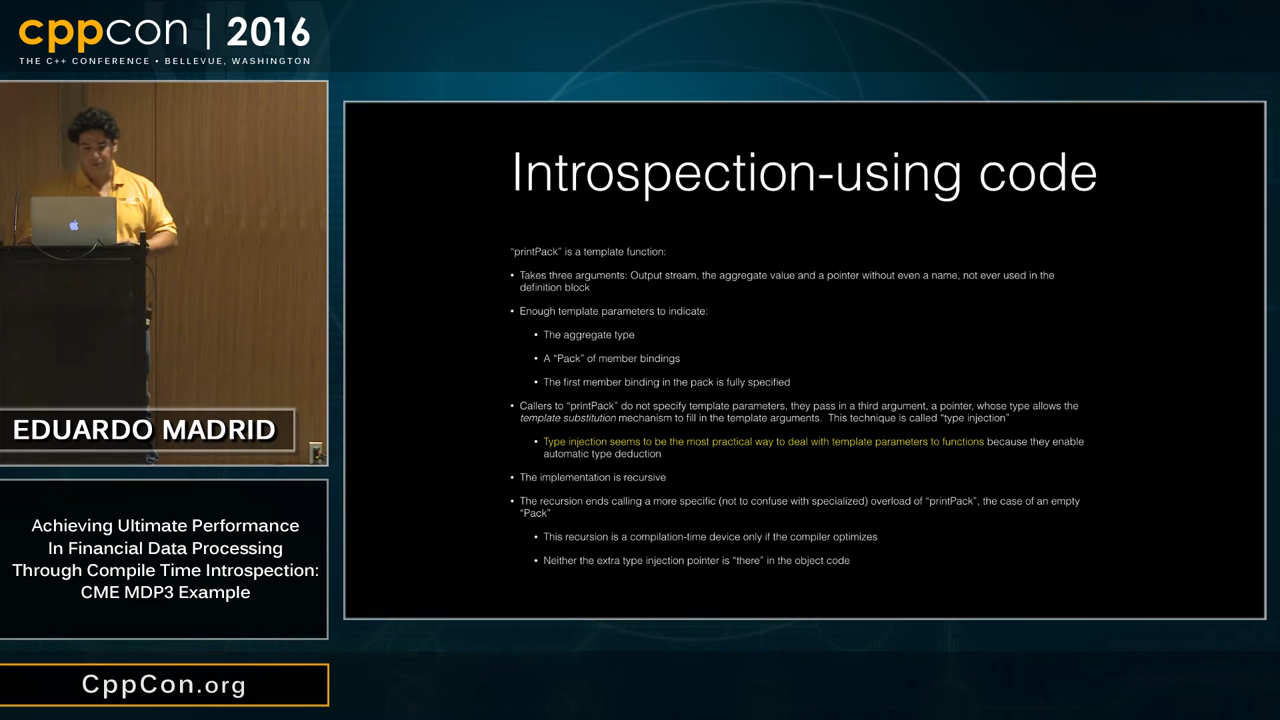 cppcon | 2016
THE C++ CONFERENCE • BELLEVUE, WASHINGTON
EDUARDO MADRID
Achieving Ultimate Performance
In Financial Data Processing
Through Compile Time Introspection:
CME MDP3 Example
CppCon.org
Introspection-using code
“printPack” is a template function:
• Takes three arguments: Output stream, the aggregate value and a pointer without even a name, not ever used in the
definition block
• Enough template parameters to indicate:
• The aggregate type
• A “Pack” of member bindings
• The first member binding in the pack is fully specified
• Callers to “printPack” do not specify template parameters, they pass in a third argument, a pointer, whose type allows the
template substitution mechanism to fill in the template arguments. This technique is called “type injection”
• Type injection seems to be the most practical way to deal with template parameters to functions because they enable
automatic type deduction
• The implementation is recursive
• The recursion ends calling a more specific (not to confuse with specialized) overload of “printPack”, the case of an empty
“Pack”
• This recursion is a compilation-time device only if the compiler optimizes
• Neither the extra type injection pointer is “there” in the object code